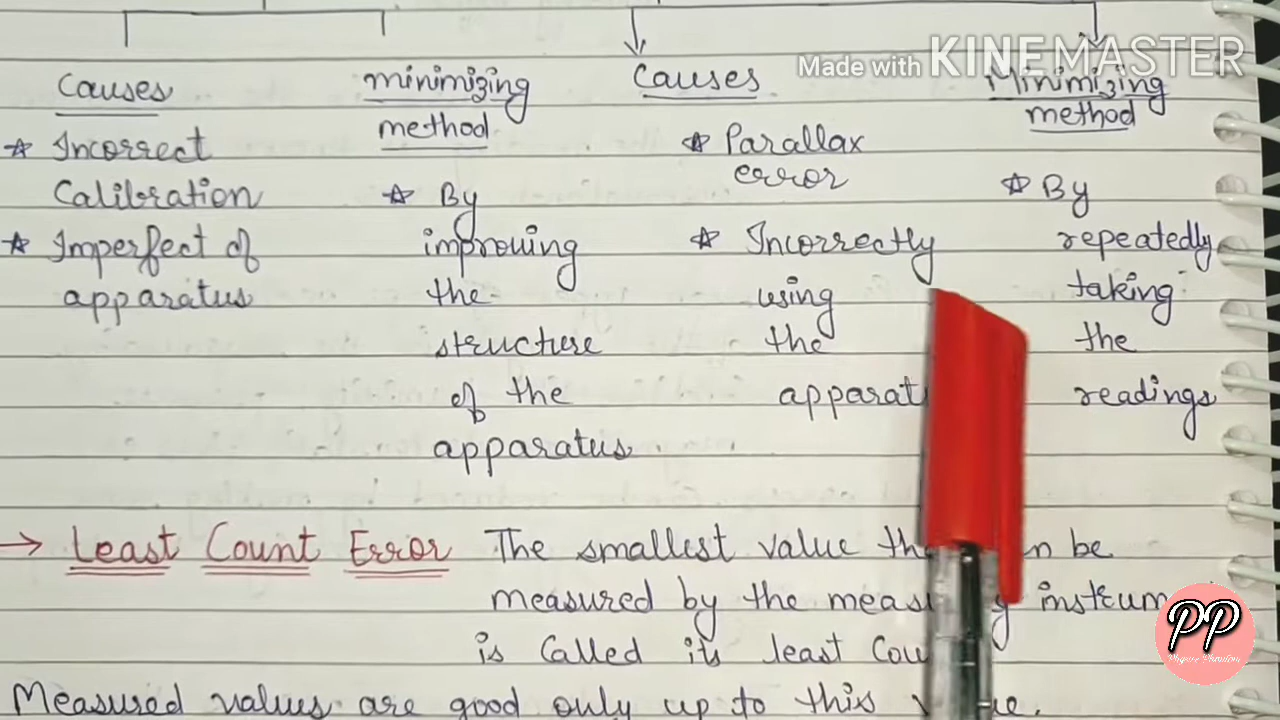 Made with KINEMASTER
Causes
★ Incorrect
Calibration
★ Imperfect of
apparatus
minimizing
method
★ By
improving
the
structure
of the
apparatus.
Causes
★ Parallax
error
★ Incorrectly
using
the
apparat
Minimizing
method
★ By
repeatedly
taking
the
readings
→ Least Count Error The smallest value th n be
measured by the meas g instrum
is Called its least Cou
Measured values are good only up to this v e.
PP